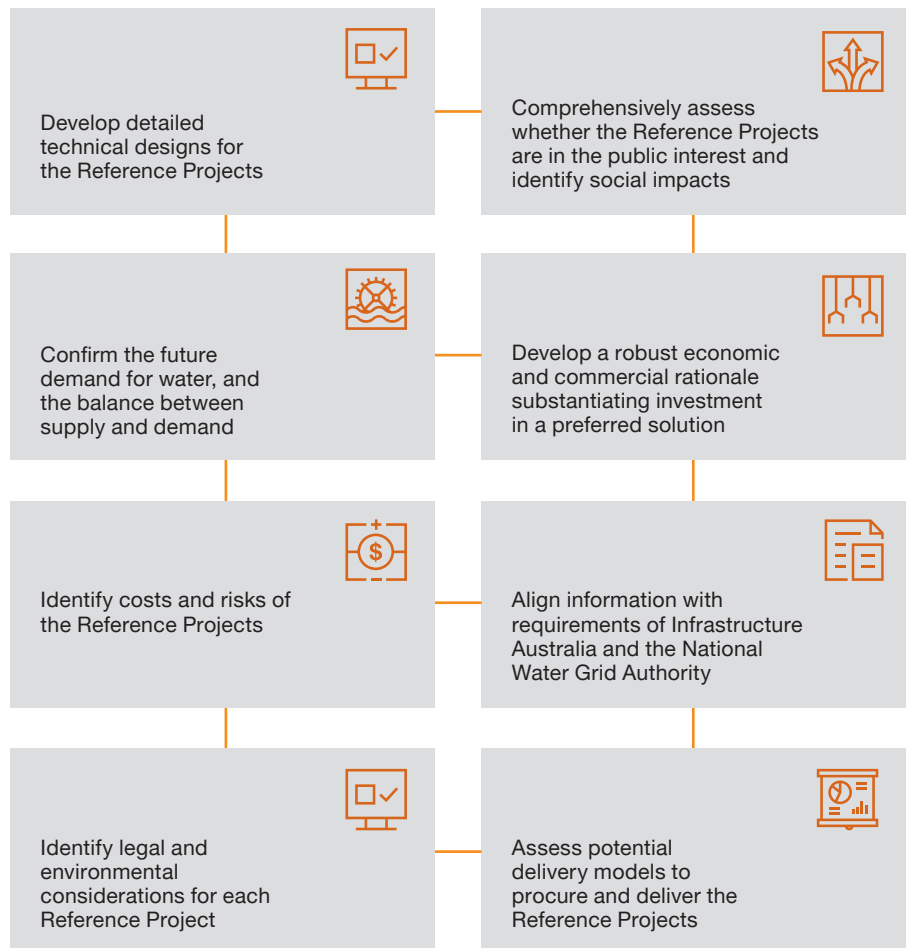 Develop detailed
technical designs for
the Reference Projects
Comprehensively assess
whether the Reference Projects
are in the public interest and
identify social impacts
Confirm the future
demand for water, and
the balance between
supply and demand
Develop a robust economic
and commercial rationale
substantiating investment
in a preferred solution
$
Identify costs and risks of
the Reference Projects
Align information with
requirements of Infrastructure
Australia and the National
Water Grid Authority
Identify legal and
environmental
considerations for each
Reference Project
Assess potential
delivery models to
procure and deliver the
Reference Projects